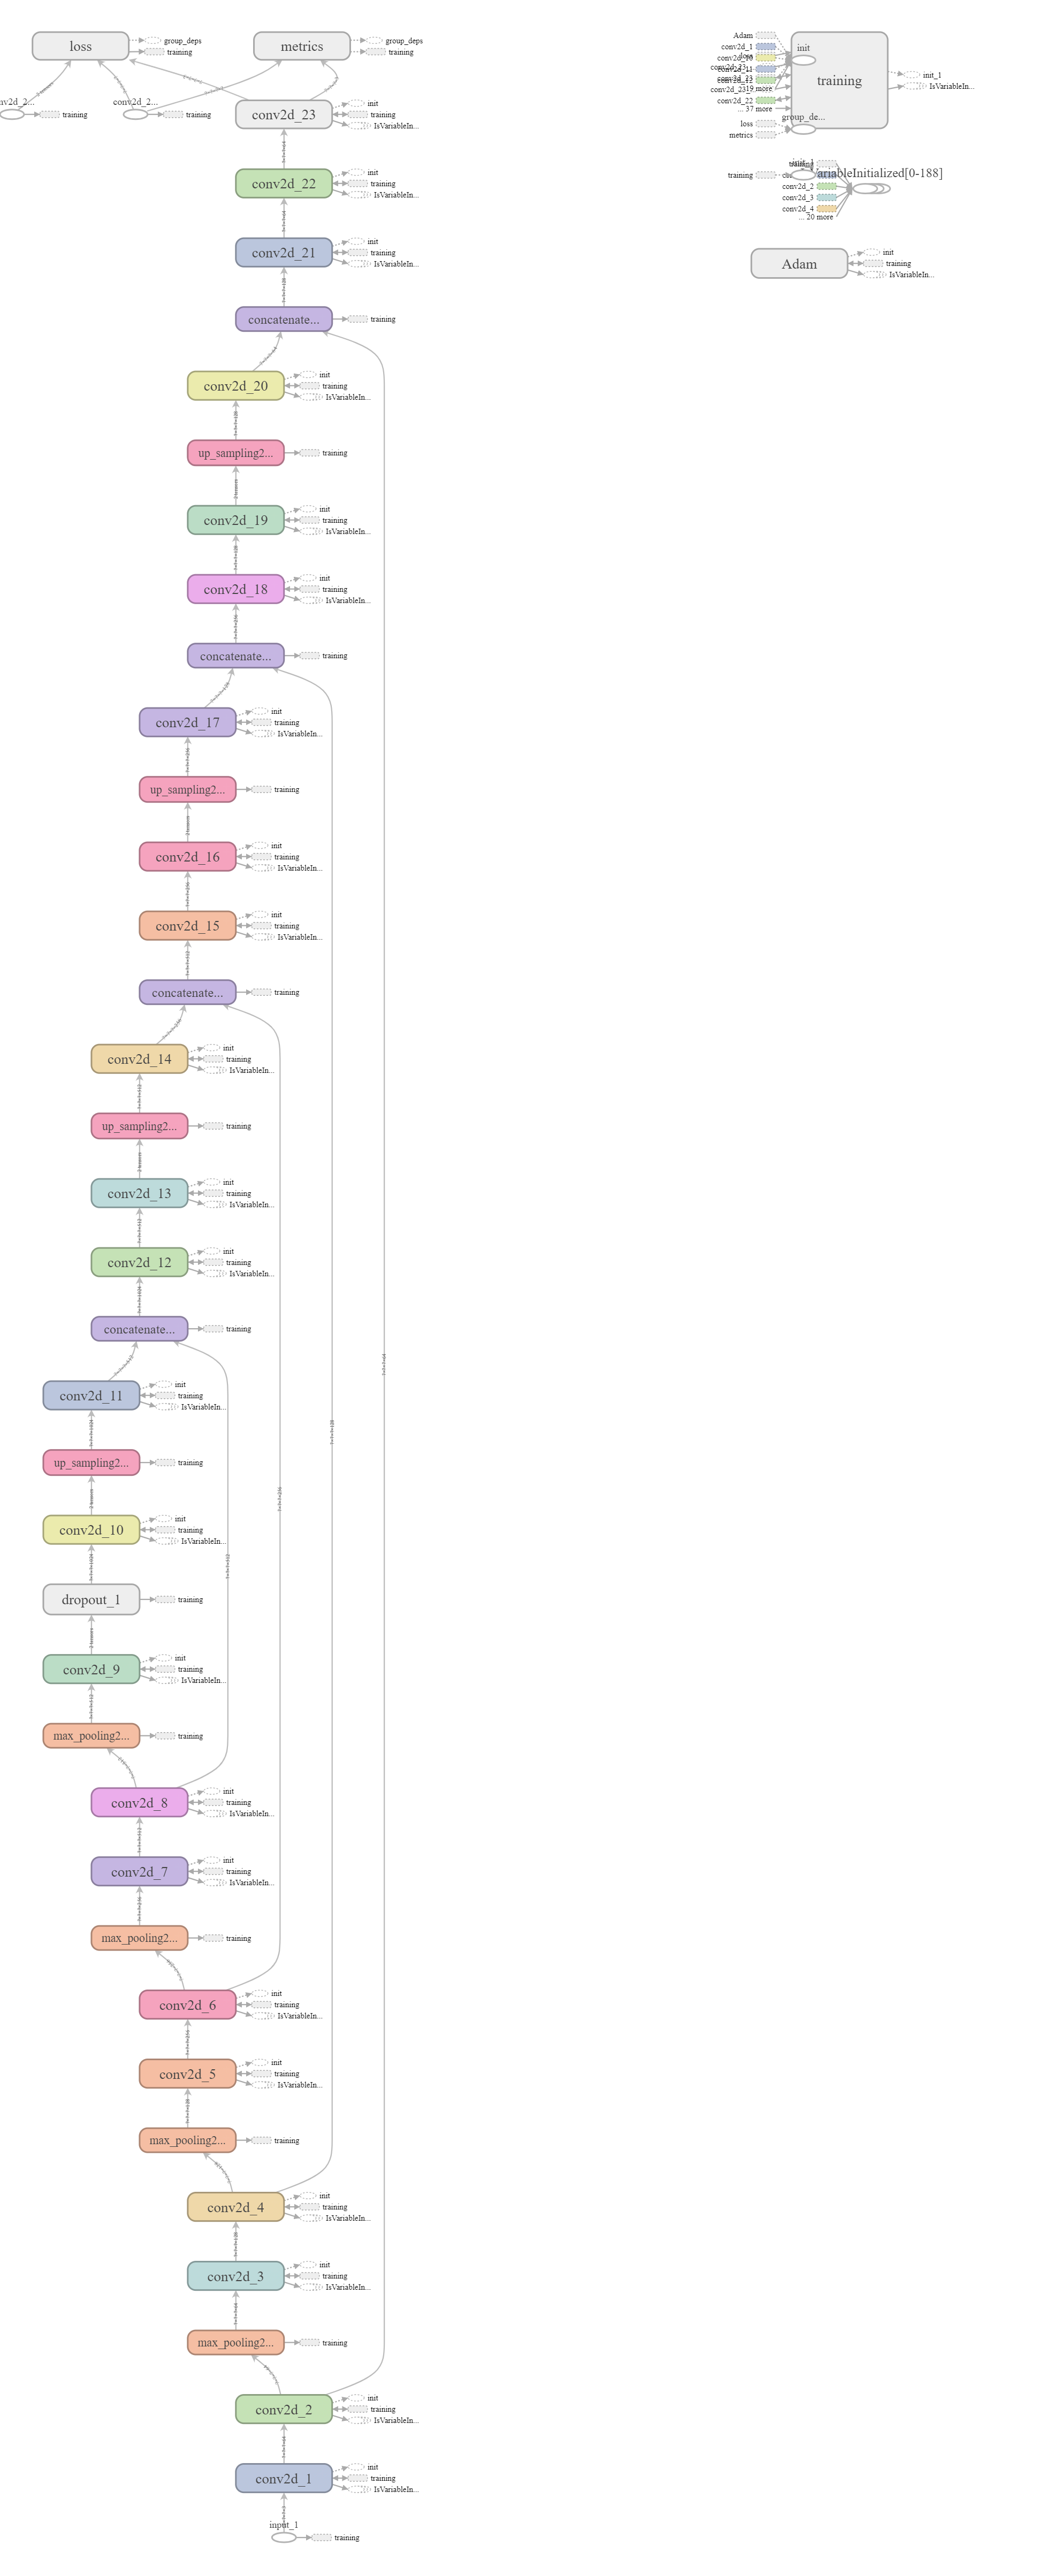 loss
group_deps
training
metrics
group_deps
training
nv2d_2...
training
conv2d_2...
training
conv2d_23
init
training
IsVariableIn...
conv2d_22
init
training
IsVariableIn...
conv2d_21
init
training
IsVariableIn...
concatenate...
training
conv2d_20
init
training
IsVariableIn...
up_sampling2...
training
conv2d_19
init
training
IsVariableIn...
conv2d_18
init
training
IsVariableIn...
concatenate...
training
conv2d_17
init
training
IsVariableIn...
up_sampling2...
training
conv2d_16
init
training
IsVariableIn...
conv2d_15
init
training
IsVariableIn...
concatenate...
training
conv2d_14
init
training
IsVariableIn...
up_sampling2...
training
conv2d_13
init
training
IsVariableIn...
conv2d_12
init
training
IsVariableIn...
concatenate...
training
conv2d_11
init
training
IsVariableIn...
up_sampling2...
training
conv2d_10
init
training
IsVariableIn...
dropout_1
training
conv2d_9
init
training
IsVariableIn...
max_pooling2...
training
conv2d_8
init
training
IsVariableIn...
conv2d_7
init
training
IsVariableIn...
max_pooling2...
training
conv2d_6
init
training
IsVariableIn...
conv2d_5
init
training
IsVariableIn...
max_pooling2...
training
conv2d_4
init
training
IsVariableIn...
conv2d_3
init
training
IsVariableIn...
max_pooling2...
training
conv2d_2
init
training
IsVariableIn...
conv2d_1
init
training
IsVariableIn...
input_1
training
Adam
conv2d_1
conv2d_22
... 37 more
loss
metrics
init
training
group_de...
init_1
IsVariableIn...
training
training
VariableInitialized[0-188]
conv2d_2
conv2d_3
conv2d_4
... 20 more
Adam
init
training
IsVariableIn...